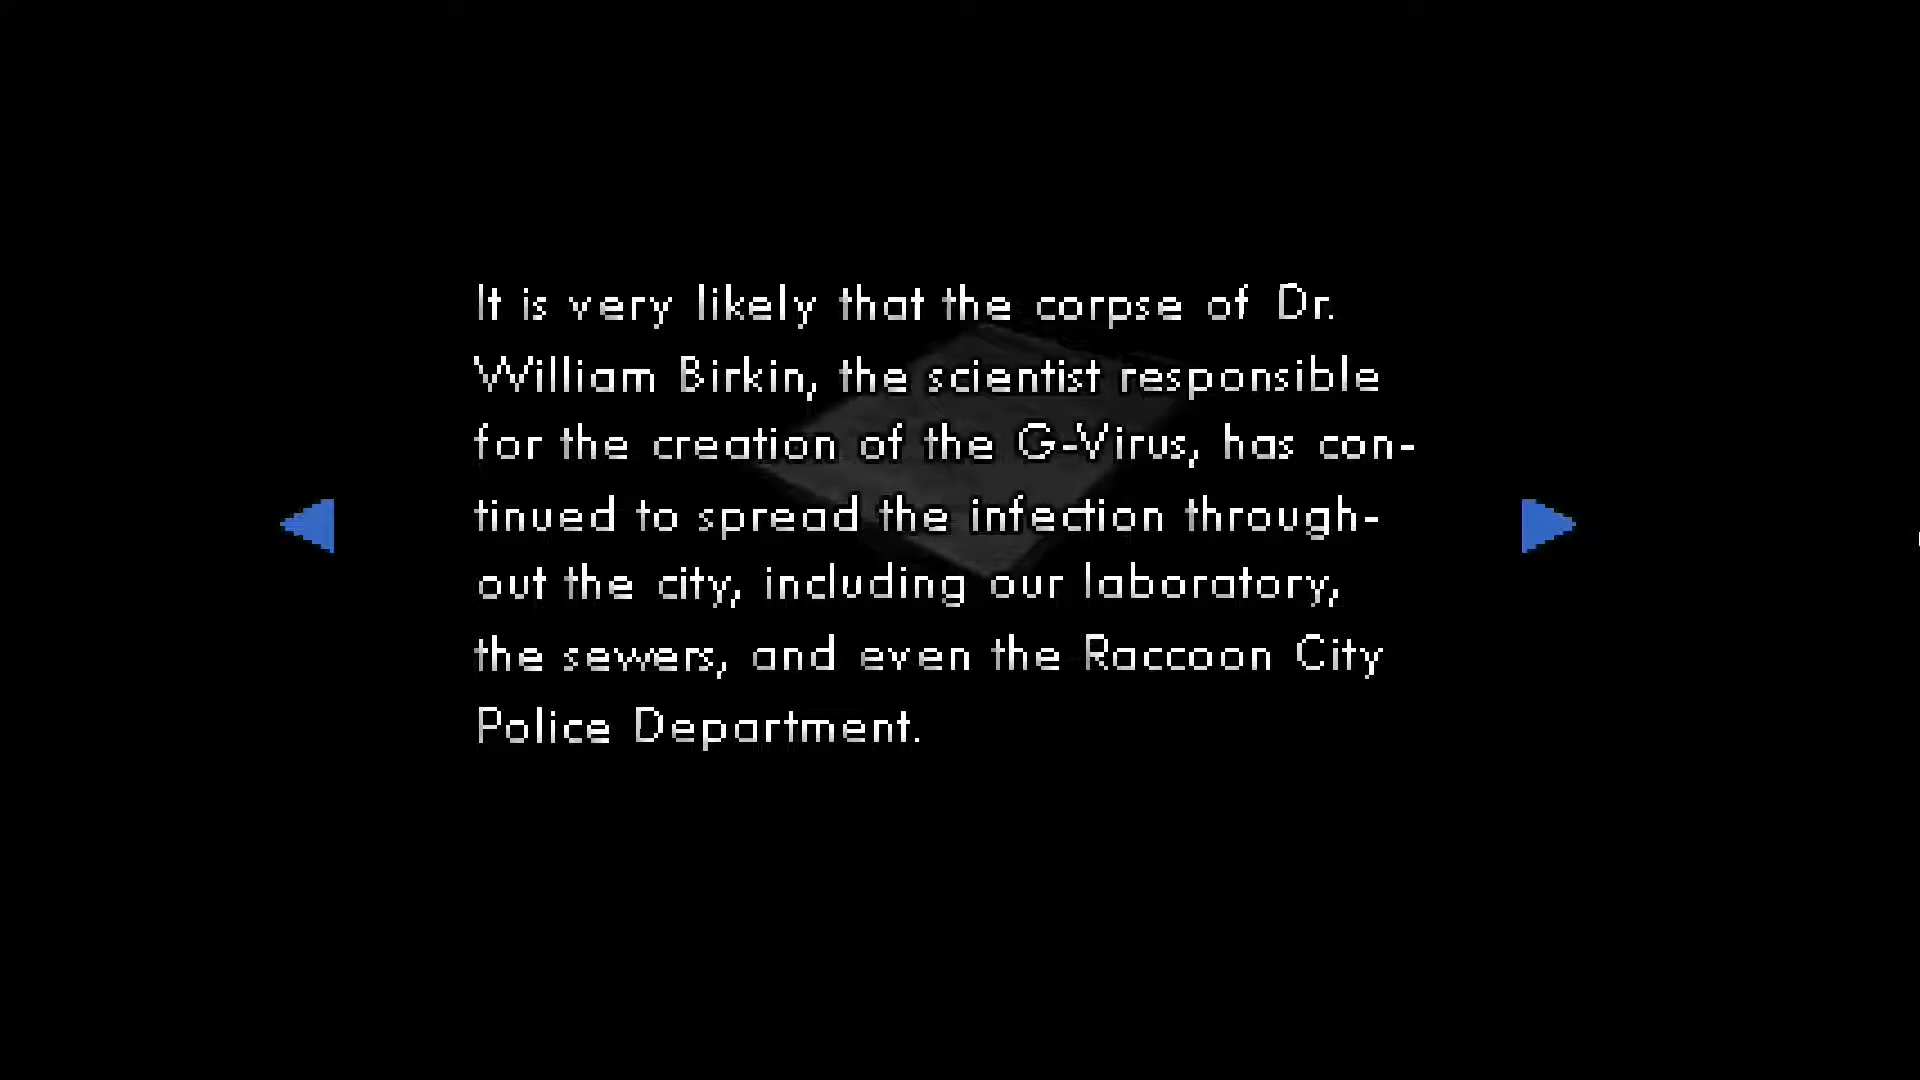 It is very likely that the corpse of Dr.
William Birkin, the scientist responsible
for the creation of the G-Virus, has con-
tinued to spread the infection through-
out the city, including our laboratory,
the sewers, and even the Raccoon City
Police Department.